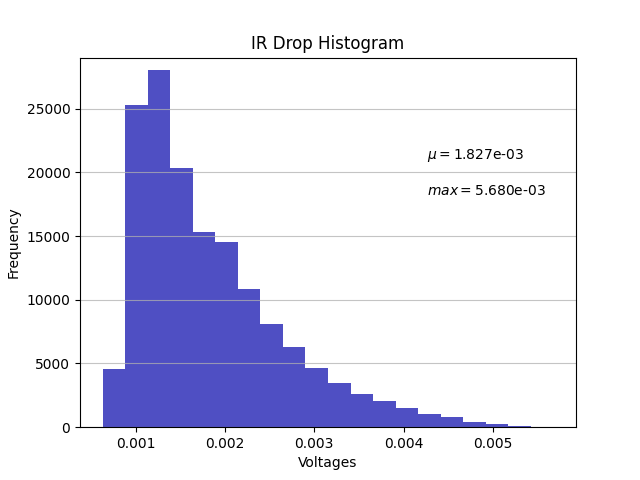 IR Drop Histogram
Frequency
25000
20000
15000
10000
5000
0
μ = 1.827e-03
max = 5.680e-03
0.001 0.002 0.003 0.004 0.005
Voltages